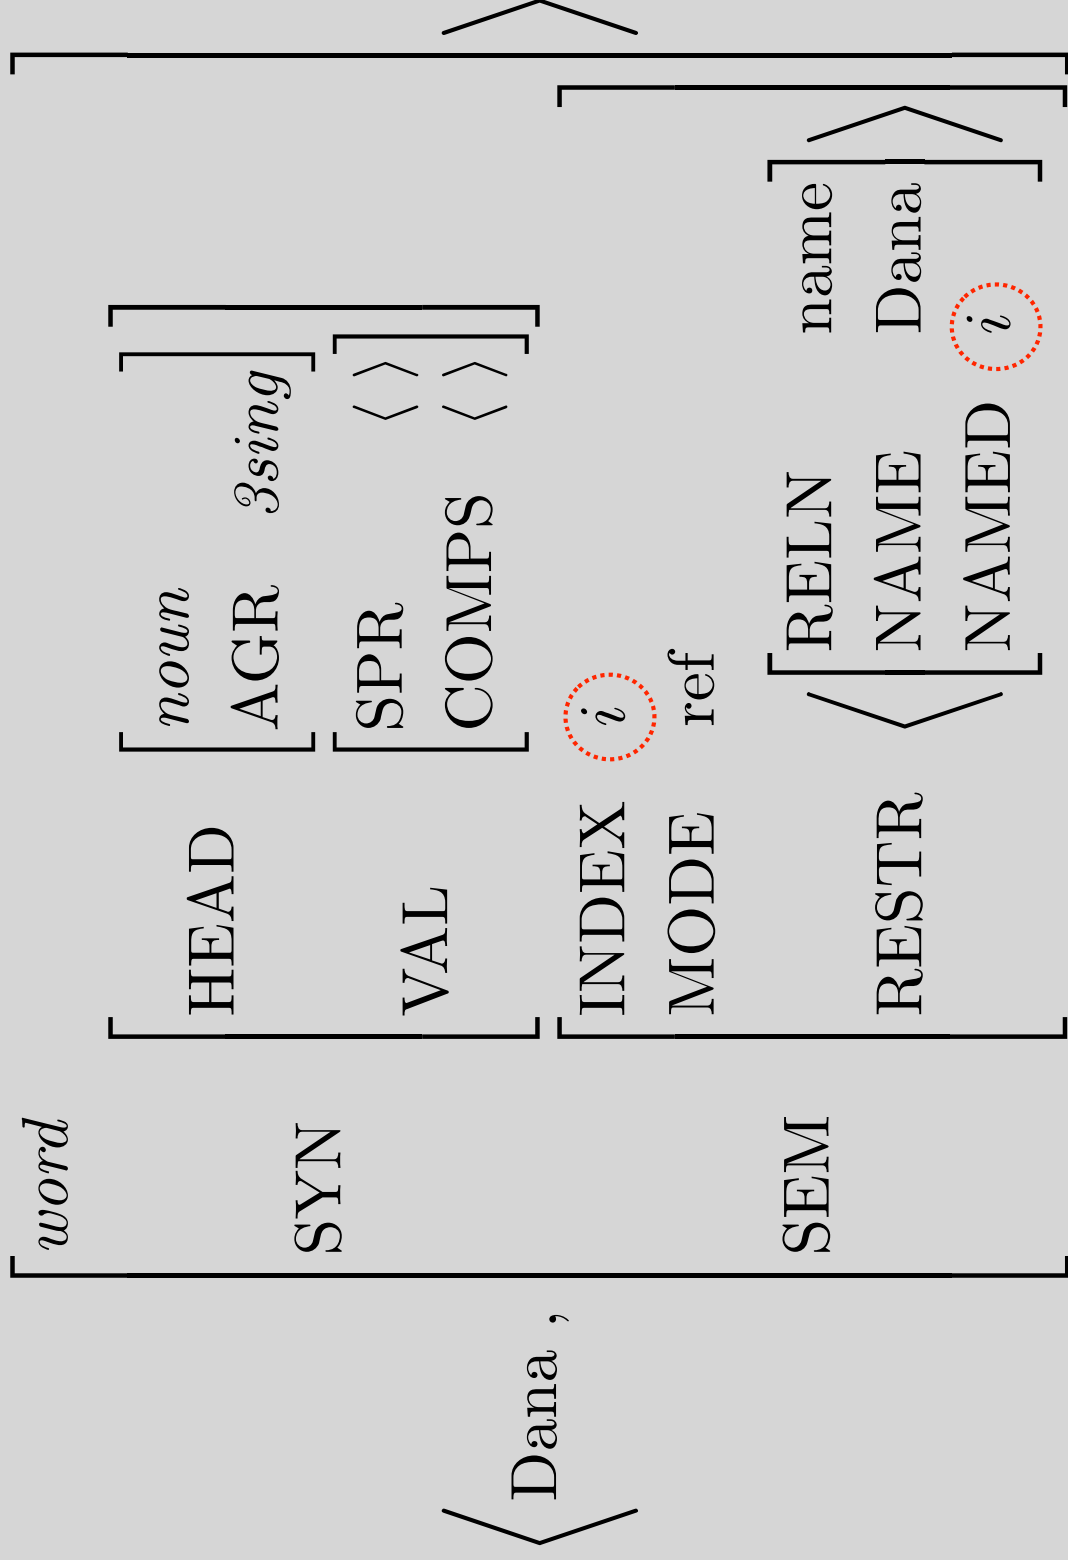 ⟨ Dana ,
word
SYN
HEAD
noun
AGR 3sing
VAL
SPR ⟨ ⟩
COMPS ⟨ ⟩
SEM
INDEX i
MODE ref
RESTR ⟨
RELN name
NAME Dana
NAMED i
⟩
⟩